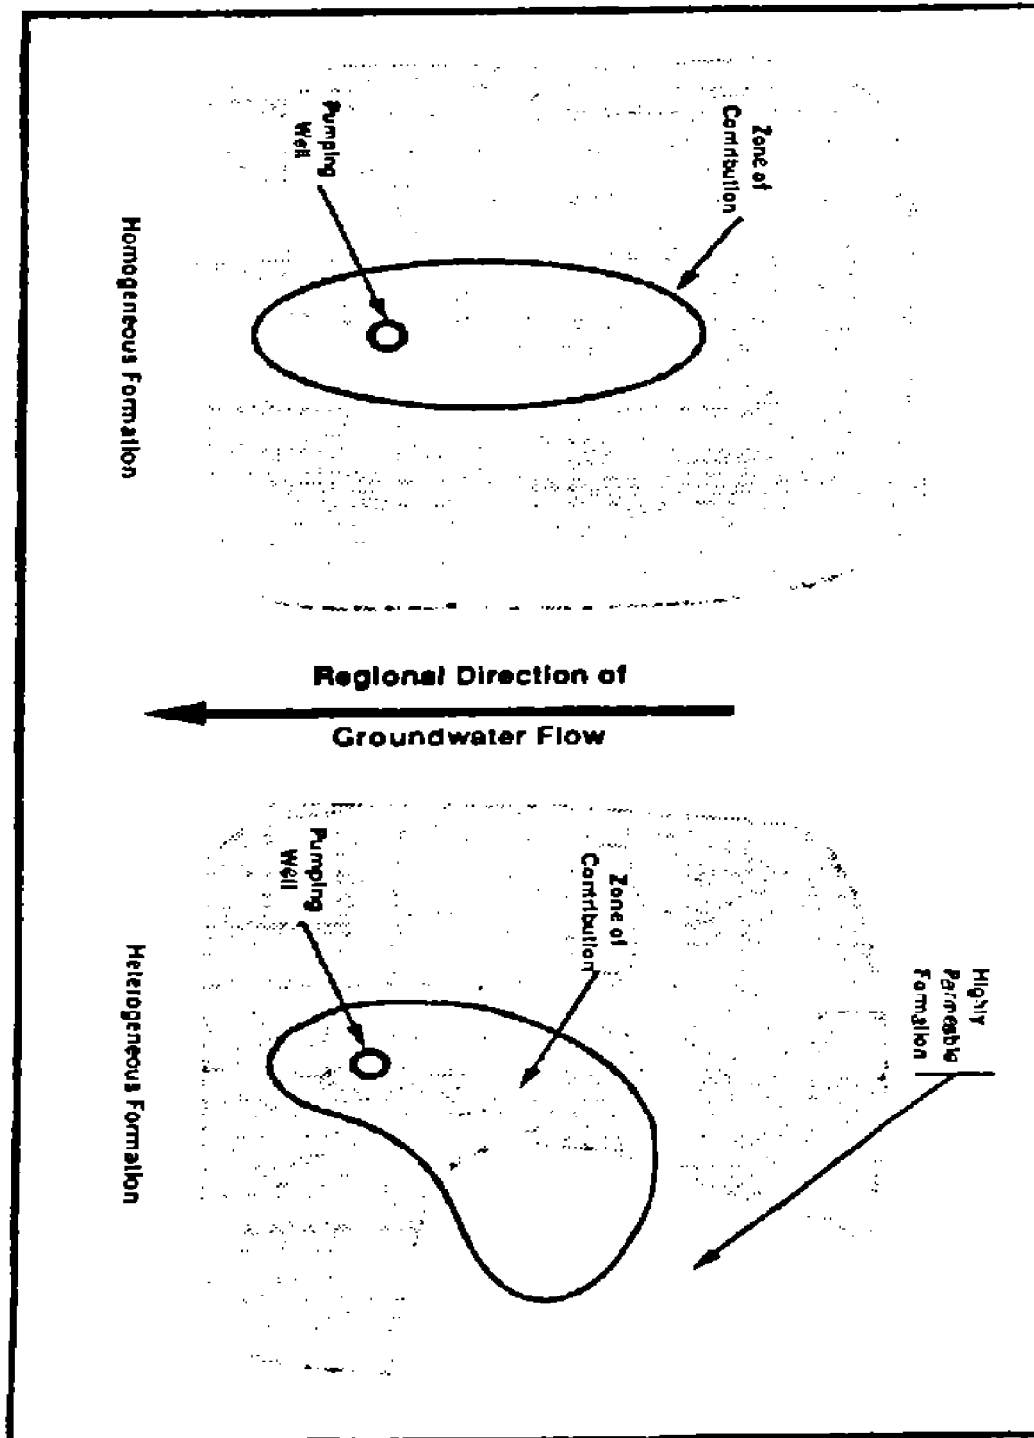 Zone of
Contribution
Pumping
Well
Homogeneous Formation
Regional Direction of
Groundwater Flow
Highly
Permeable
Formation
Zone of
Contribution
Pumping
Well
Heterogeneous Formation